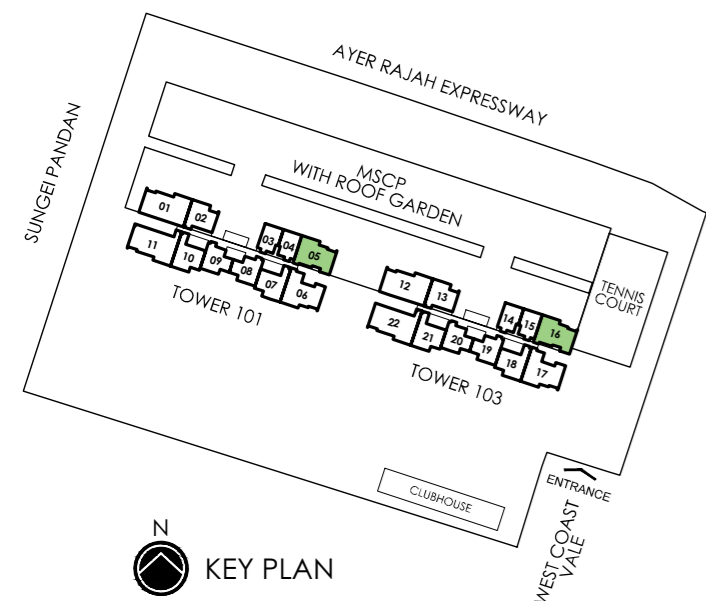 AYER RAJAH EXPRESSWAY
SUNGEI PANDAN
MSCP
WITH ROOF GARDEN
01
02
03
04
05
11
10
09
08
07
06
TOWER 101
TENNIS
COURT
12
13
14
15
16
22
21
20
19
18
17
TOWER 103
CLUBHOUSE
ENTRANCE
WEST COAST
VALE
N
KEY PLAN